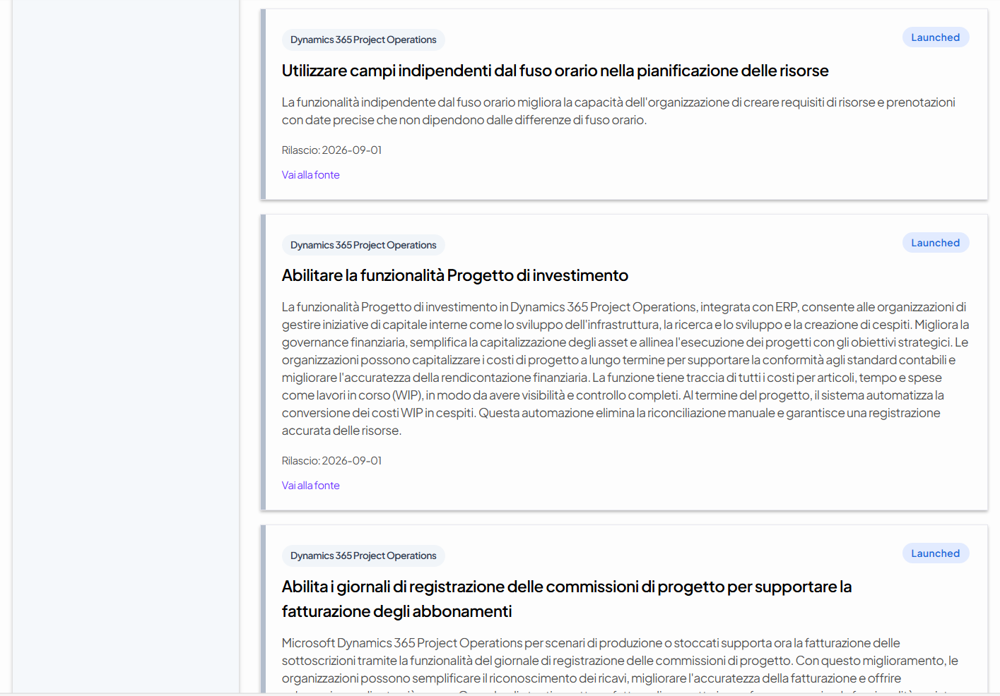 Dynamics 365 Project Operations
Launched
Utilizzare campi indipendenti dal fuso orario nella pianificazione delle risorse
La funzionalità indipendente dal fuso orario migliora la capacità dell'organizzazione di creare requisiti di risorse e prenotazioni
con date precise che non dipendono dalle differenze di fuso orario.
Rilascio: 2026-09-01
Vai alla fonte
Dynamics 365 Project Operations
Launched
Abilitare la funzionalità Progetto di investimento
La funzionalità Progetto di investimento in Dynamics 365 Project Operations, integrata con ERP, consente alle organizzazioni di
gestire iniziative di capitale interne come lo sviluppo dell'infrastruttura, la ricerca e lo sviluppo e la creazione di cespiti. Migliora la
governance finanziaria, semplifica la capitalizzazione degli asset e allinea l'esecuzione dei progetti con gli obiettivi strategici. Le
organizzazioni possono capitalizzare i costi di progetto a lungo termine per supportare la conformità agli standard contabili e
migliorare l'accuratezza della rendicontazione finanziaria. La funzione tiene traccia di tutti i costi per articoli, tempo e spese
come lavori in corso (WIP), in modo da avere visibilità e controllo completi. Al termine del progetto, il sistema automatizza la
conversione dei costi WIP in cespiti. Questa automazione elimina la riconciliazione manuale e garantisce una registrazione
accurata delle risorse.
Rilascio: 2026-09-01
Vai alla fonte
Dynamics 365 Project Operations
Launched
Abilita i giornali di registrazione delle commissioni di progetto per supportare la
fatturazione degli abbonamenti
Microsoft Dynamics 365 Project Operations per scenari di produzione o stoccati supporta ora la fatturazione delle
sottoscrizioni tramite la funzionalità del giornale di registrazione delle commissioni di progetto. Con questo miglioramento, le
organizzazioni possono semplificare il riconoscimento dei ricavi, migliorare l'accuratezza della fatturazione e offrire